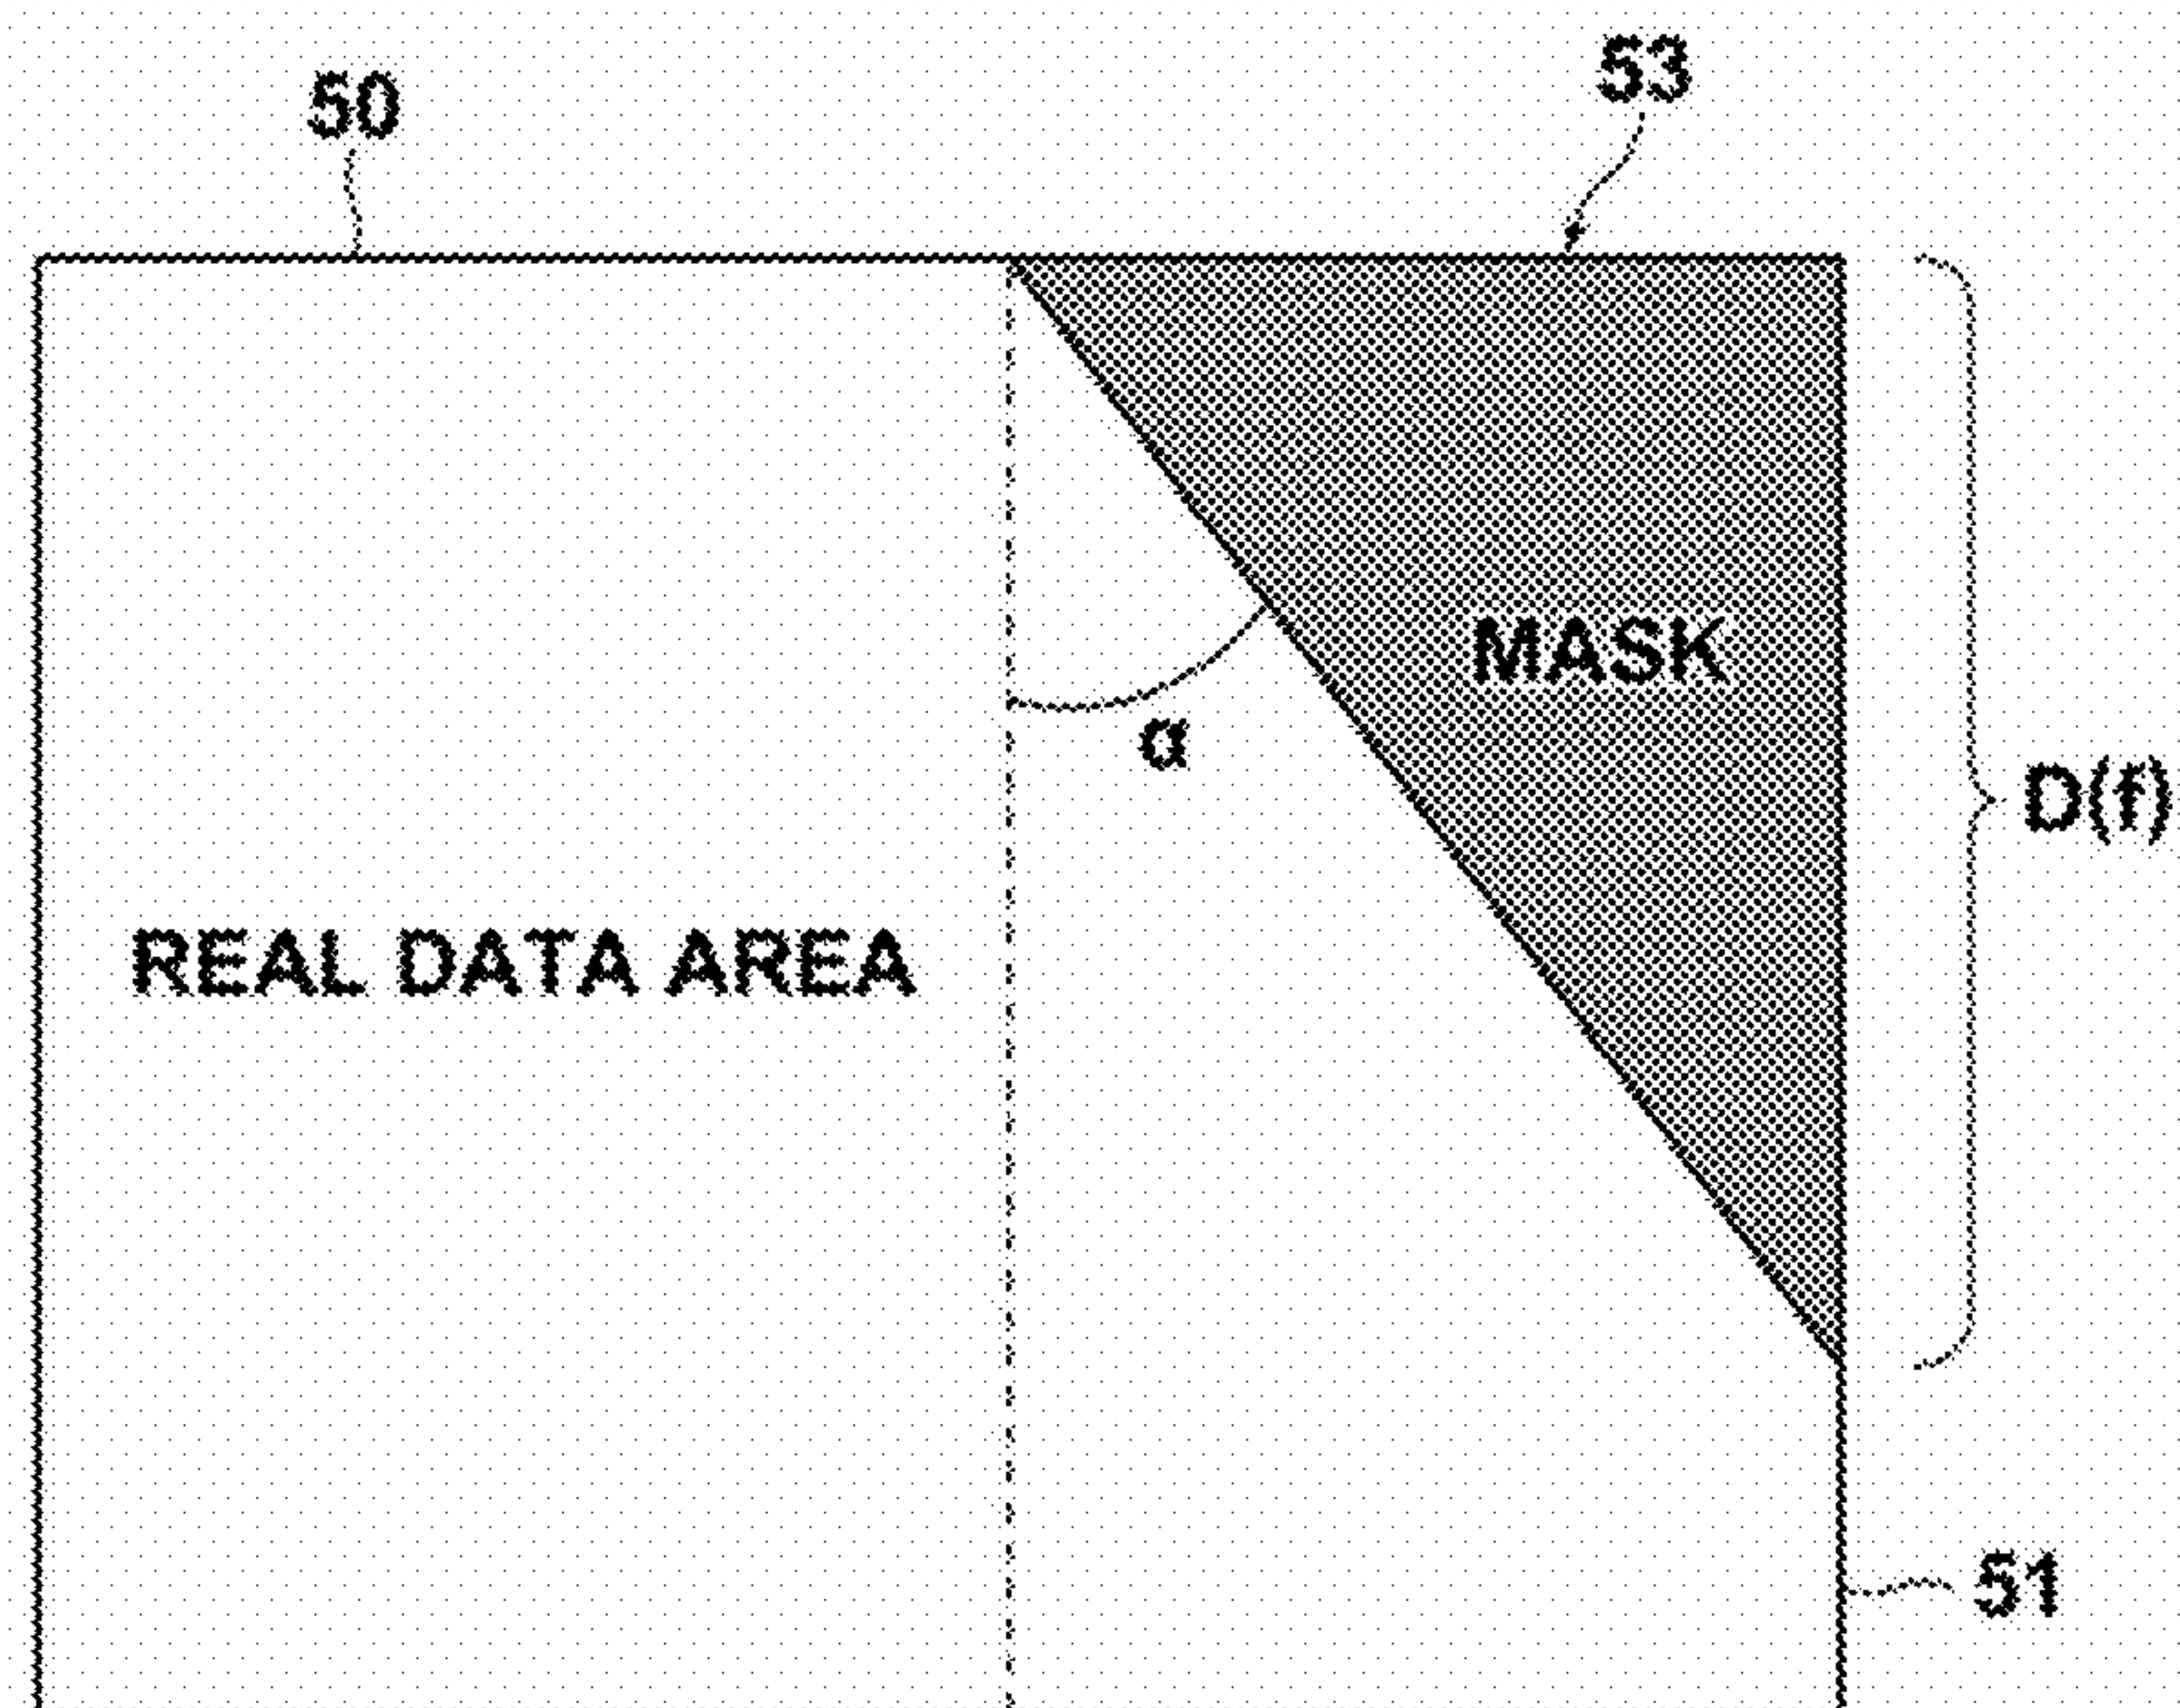 50
53
MASK
α
D(f)
REAL DATA AREA
51